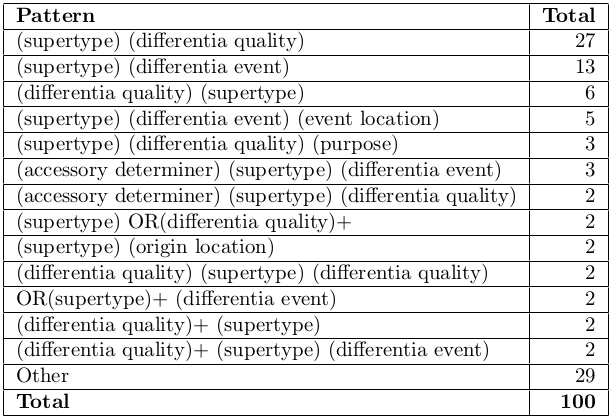 Pattern Total
(supertype) (differentia quality) 27
(supertype) (differentia event) 13
(differentia quality) (supertype) 6
(supertype) (differentia event) (event location) 5
(supertype) (differentia quality) (purpose) 3
(accessory determiner) (supertype) (differentia event) 3
(accessory determiner) (supertype) (differentia quality) 2
(supertype) OR(differentia quality)+ 2
(supertype) (origin location) 2
(differentia quality) (supertype) (differentia quality) 2
OR(supertype)+ (differentia event) 2
(differentia quality)+ (supertype) 2
(differentia quality)+ (supertype) (differentia event) 2
Other 29
Total 100